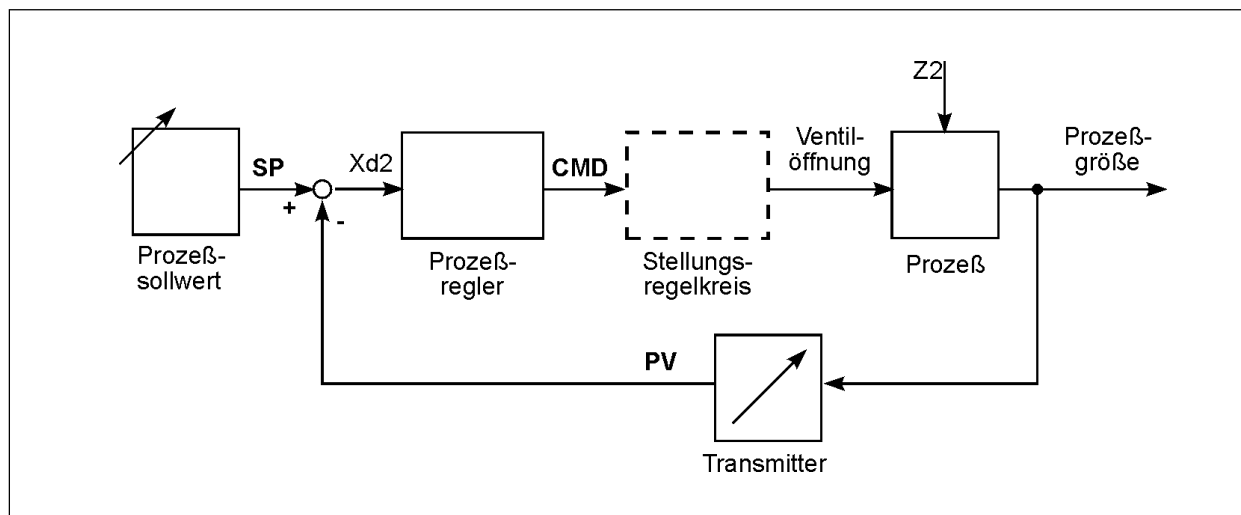 Z2
Ventil-
öffnung
Prozeß-
größe
SP
Xd2
CMD
+
-
Prozeß-
sollwert
Prozeß-
regler
Stellungs-
regelkreis
Prozeß
PV
Transmitter